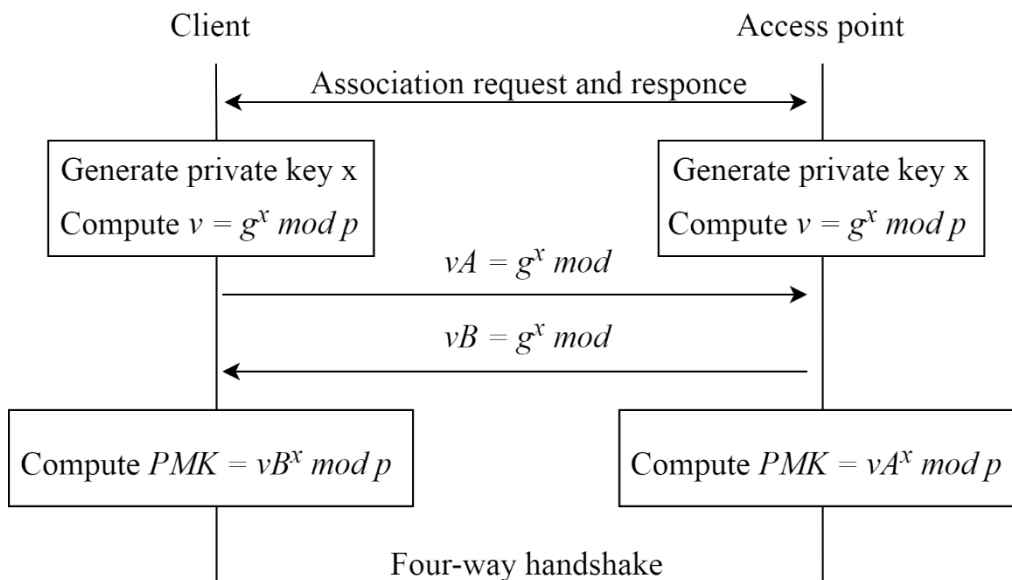 Client
Access point
Association request and responce
Generate private key x
Compute v = g^x mod p
Generate private key x
Compute v = g^x mod p
vA = g^x mod
vB = g^x mod
Compute PMK = vB^x mod p
Compute PMK = vA^x mod p
Four-way handshake